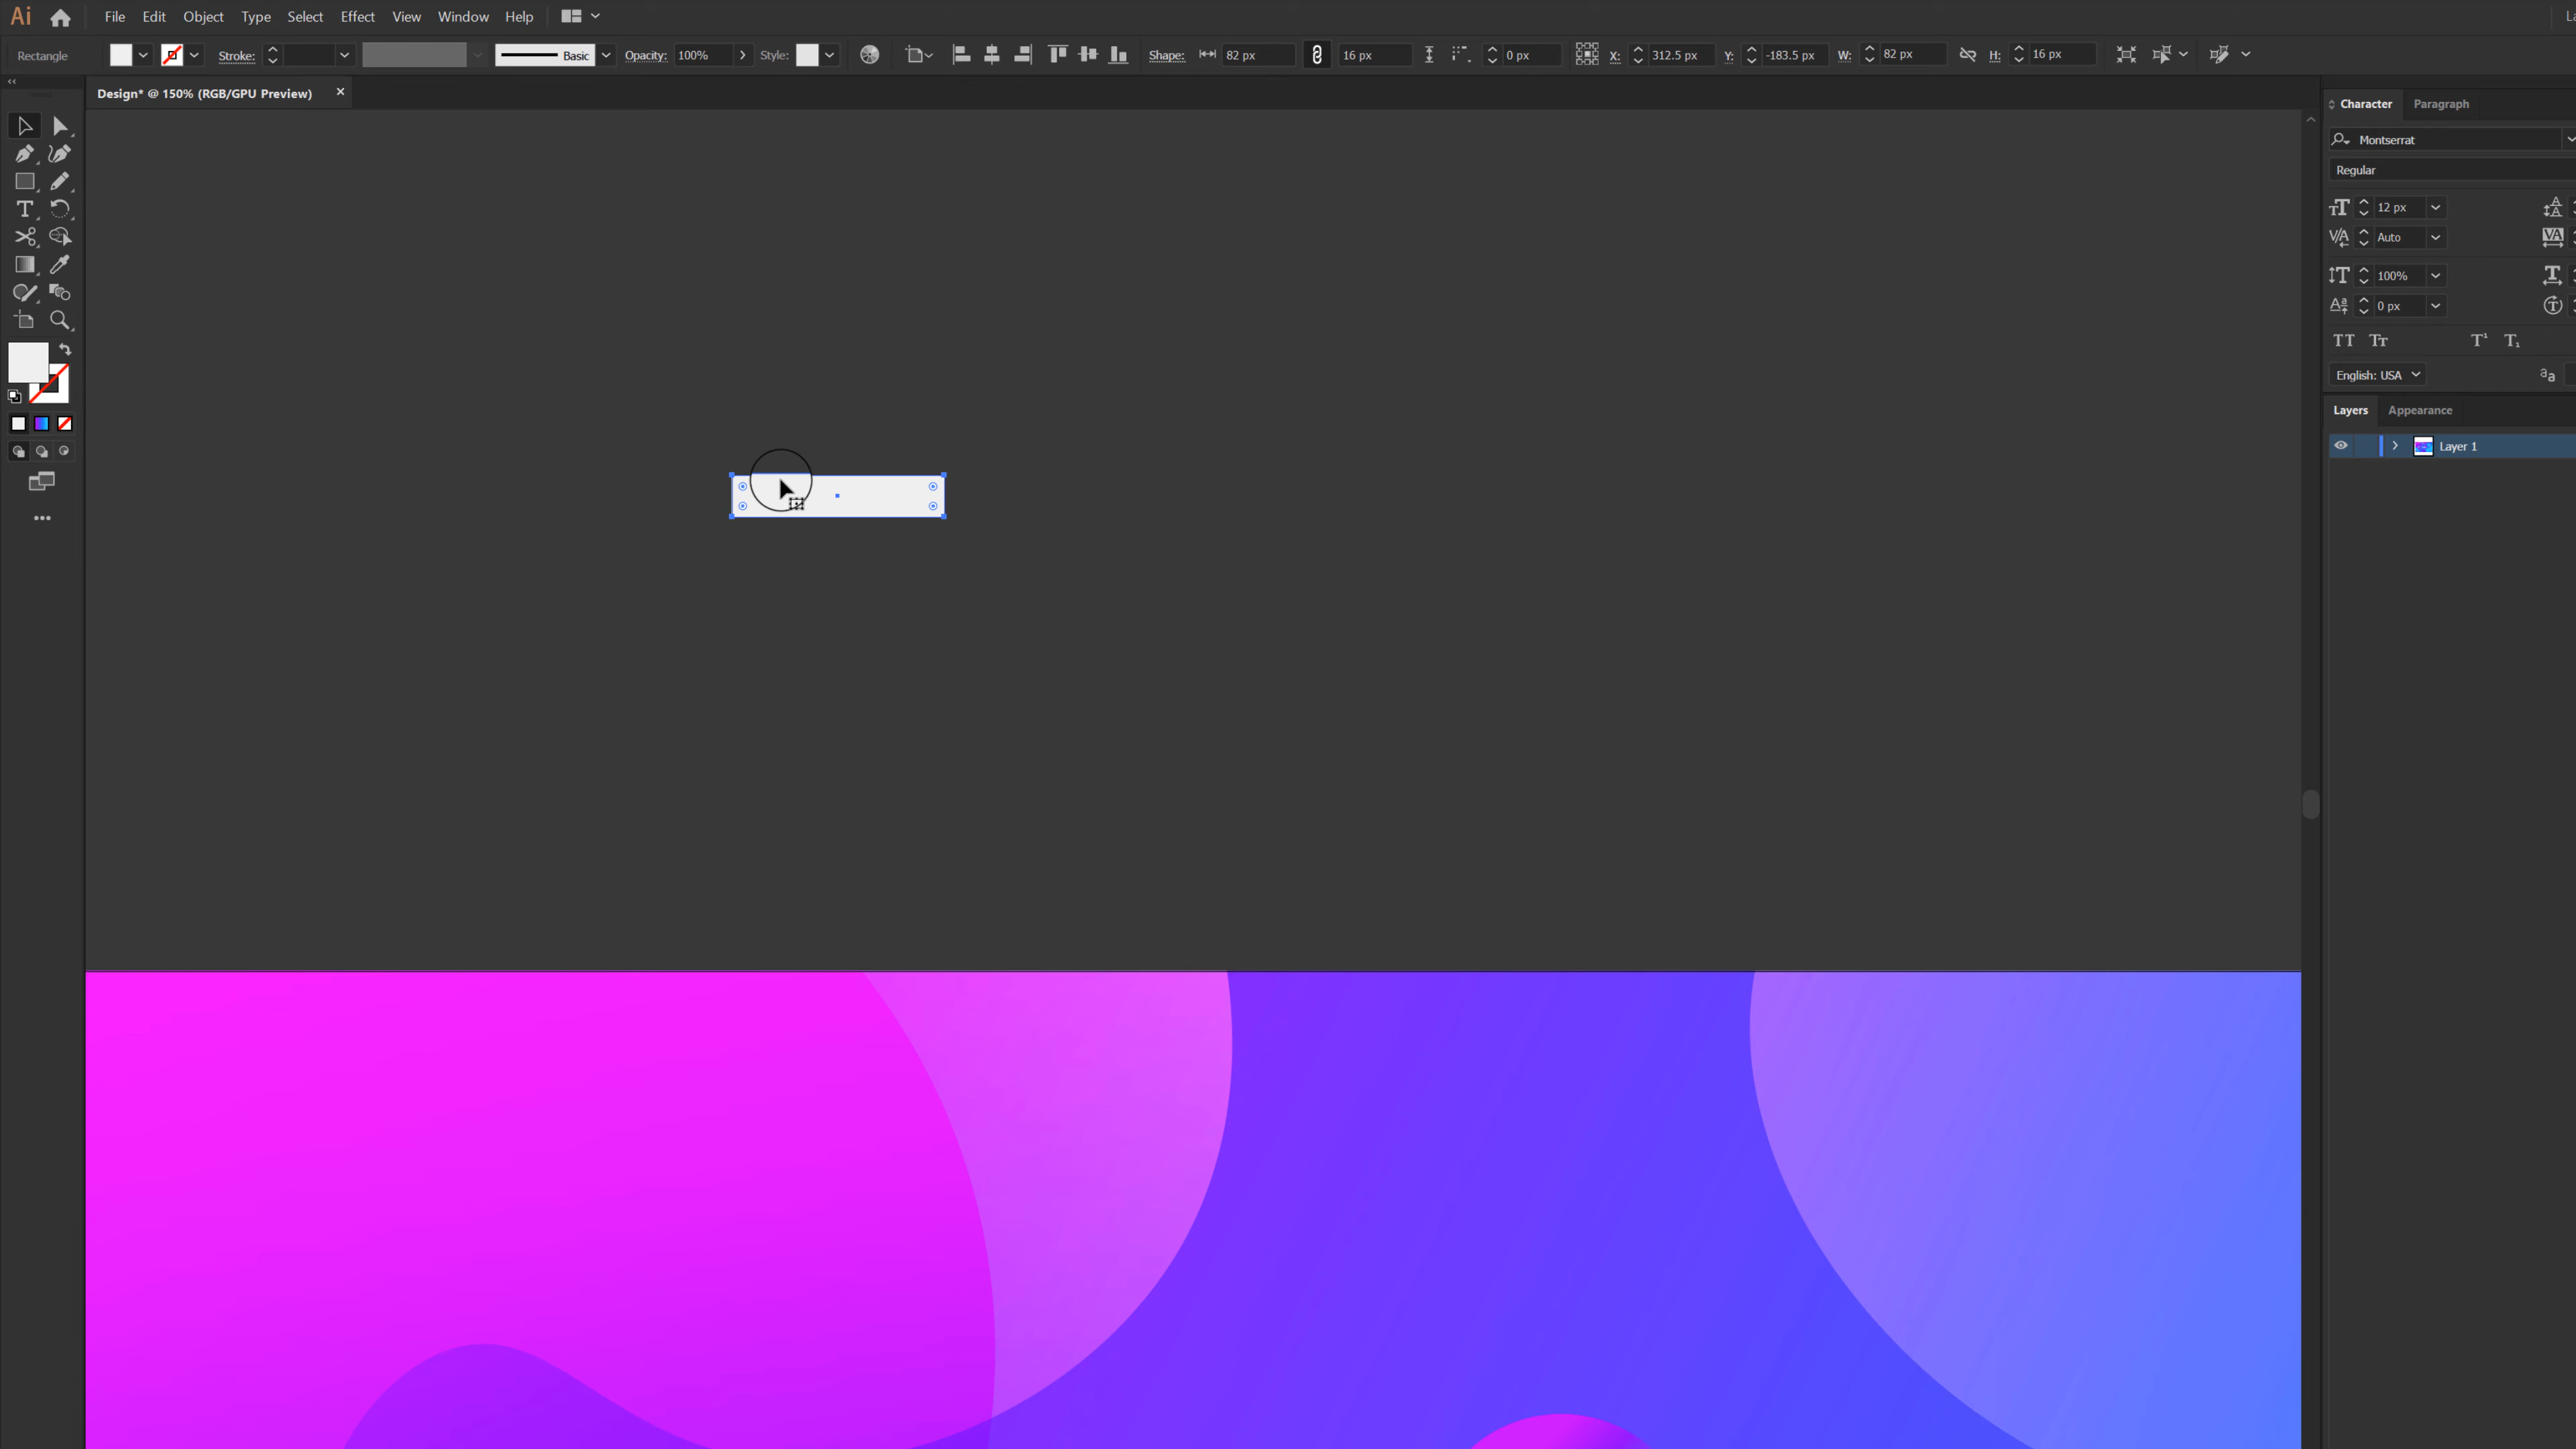 Ai File Edit Object Type Select Effect View Window Help
Rectangle Stroke: Basic Opacity: 100% Style: Shape: 82 px 16 px 0 px X: 312.5 px Y: -183.5 px W: 82 px H: 16 px
Design* @ 150% (RGB/GPU Preview)
Character Paragraph
Montserrat
Regular
12 px
Auto
100%
0 px
English: USA
Layers Appearance
Layer 1